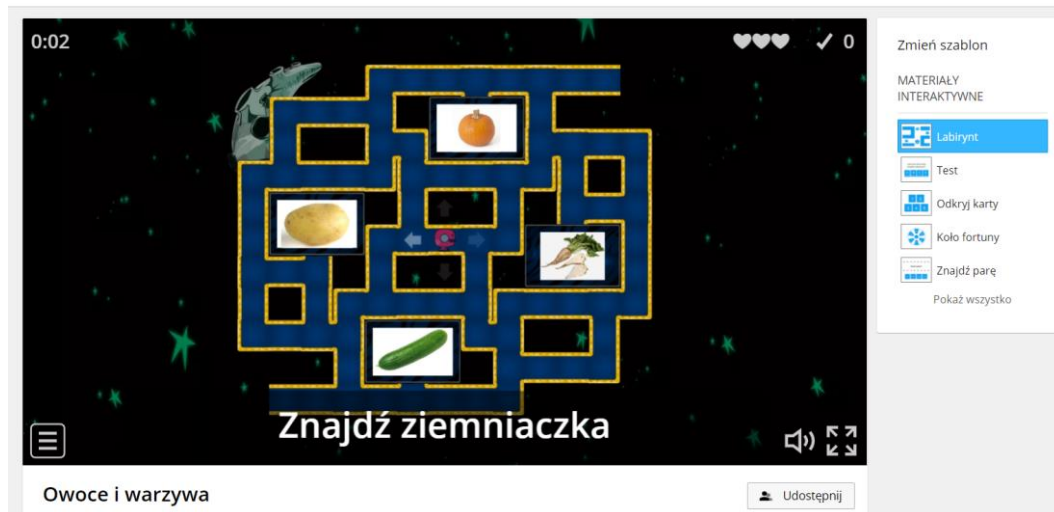 0:02
0
Znajdź ziemniaczka
Owoce i warzywa
Udostępnij
Zmień szablon
MATERIAŁY
INTERAKTYWNE
Labirynt
Test
Odkryj karty
Koło fortuny
Znajdź parę
Pokaż wszystko